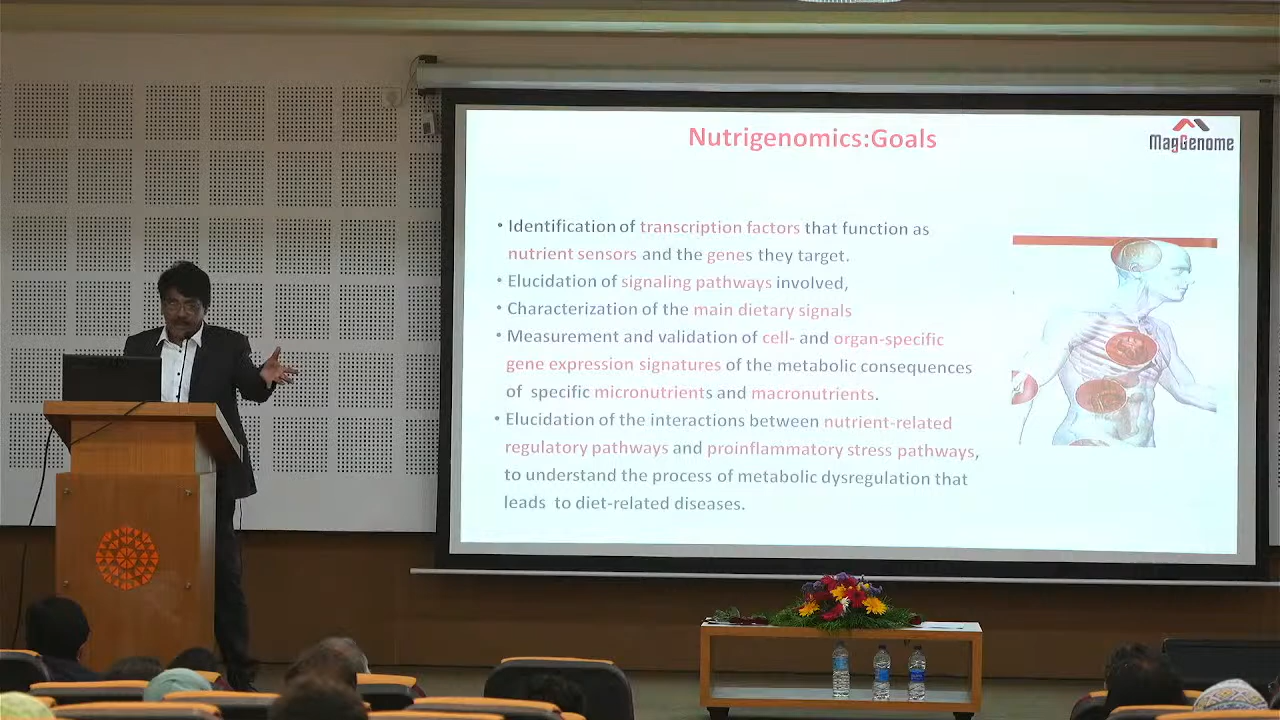 Nutrigenomics:Goals
MagGenome
• Identification of transcription factors that function as
nutrient sensors and the genes they target.
• Elucidation of signaling pathways involved,
• Characterization of the main dietary signals
• Measurement and validation of cell- and organ-specific
gene expression signatures of the metabolic consequences
of specific micronutrients and macronutrients.
• Elucidation of the interactions between nutrient-related
regulatory pathways and proinflammatory stress pathways,
to understand the process of metabolic dysregulation that
leads to diet-related diseases.